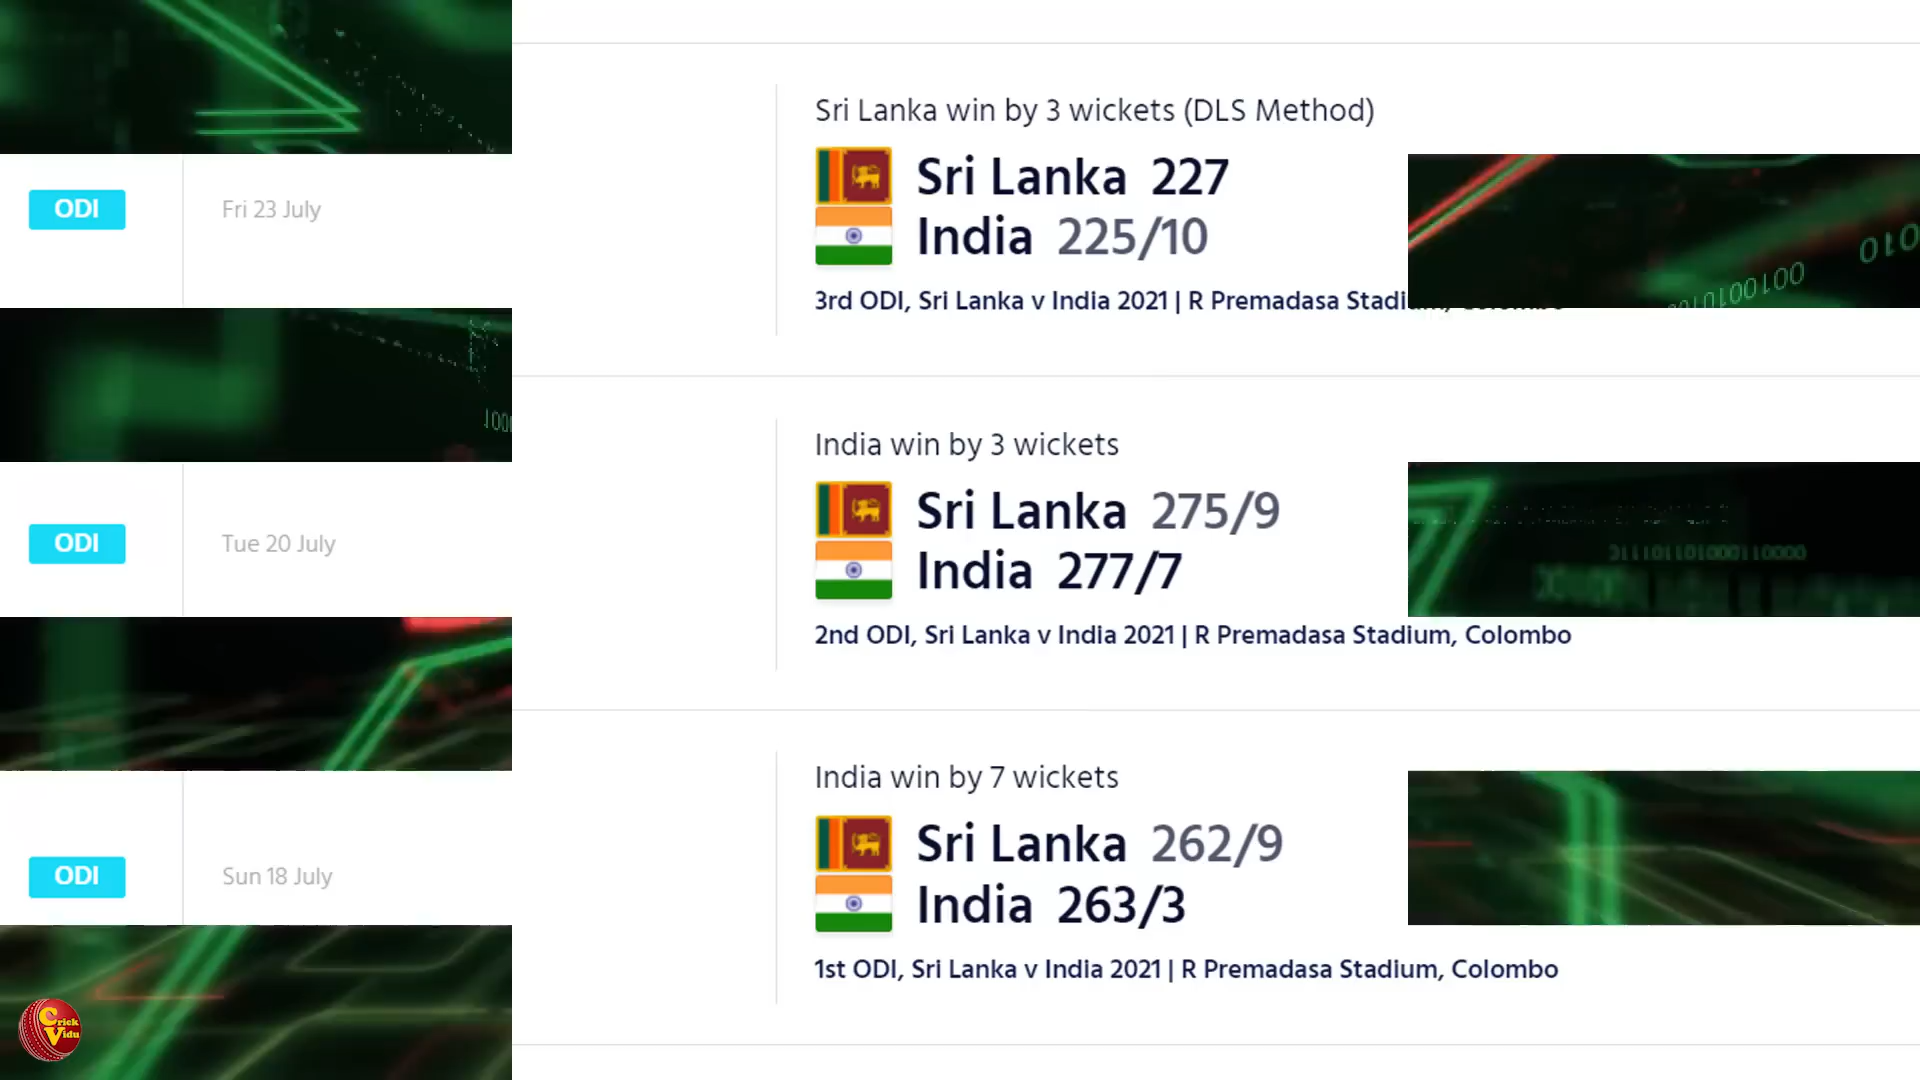 Sri Lanka win by 3 wickets (DLS Method)
ODI
Fri 23 July
Sri Lanka 227
India 225/10
3rd ODI, Sri Lanka v India 2021 | R Premadasa
India win by 3 wickets
ODI
Tue 20 July
Sri Lanka 275/9
India 277/7
2nd ODI, Sri Lanka v India 2021 | R Premadasa Stadium, Colombo
India win by 7 wickets
ODI
Sun 18 July
Sri Lanka 262/9
India 263/3
1st ODI, Sri Lanka v India 2021 | R Premadasa Stadium, Colombo
Crick
Vidu